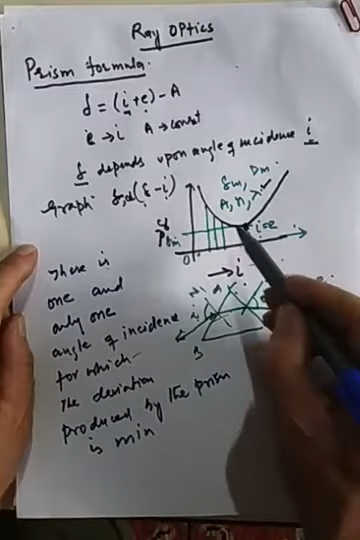 Ray Optics
Prism formula.
δ = (i+e) - A
e → i A → const
δ depends upon angle of incidence i
Graph (δ - i)
δm, Dm
A, n,
i=e
δ
δm
O
→ i
There is
one and
only one
angle of incidence
for which-
The deviation
produced by the prism
is min
B